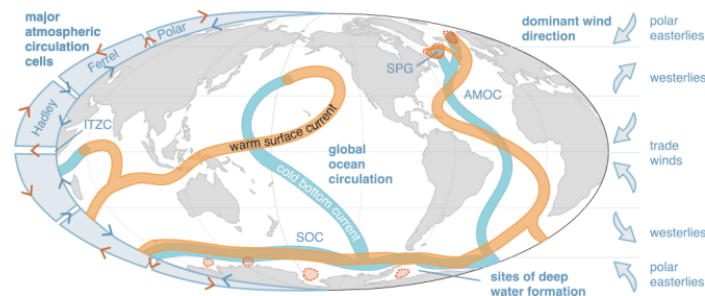 major
atmospheric
circulation
cells
Polar
Ferrel
Hadley
ITZC
SPG
AMOC
warm surface current
global
ocean
circulation
cold bottom current
SOC
sites of deep
water formation
dominant wind
direction
polar
easterlies
westerlies
trade
winds
westerlies
polar
easterlies